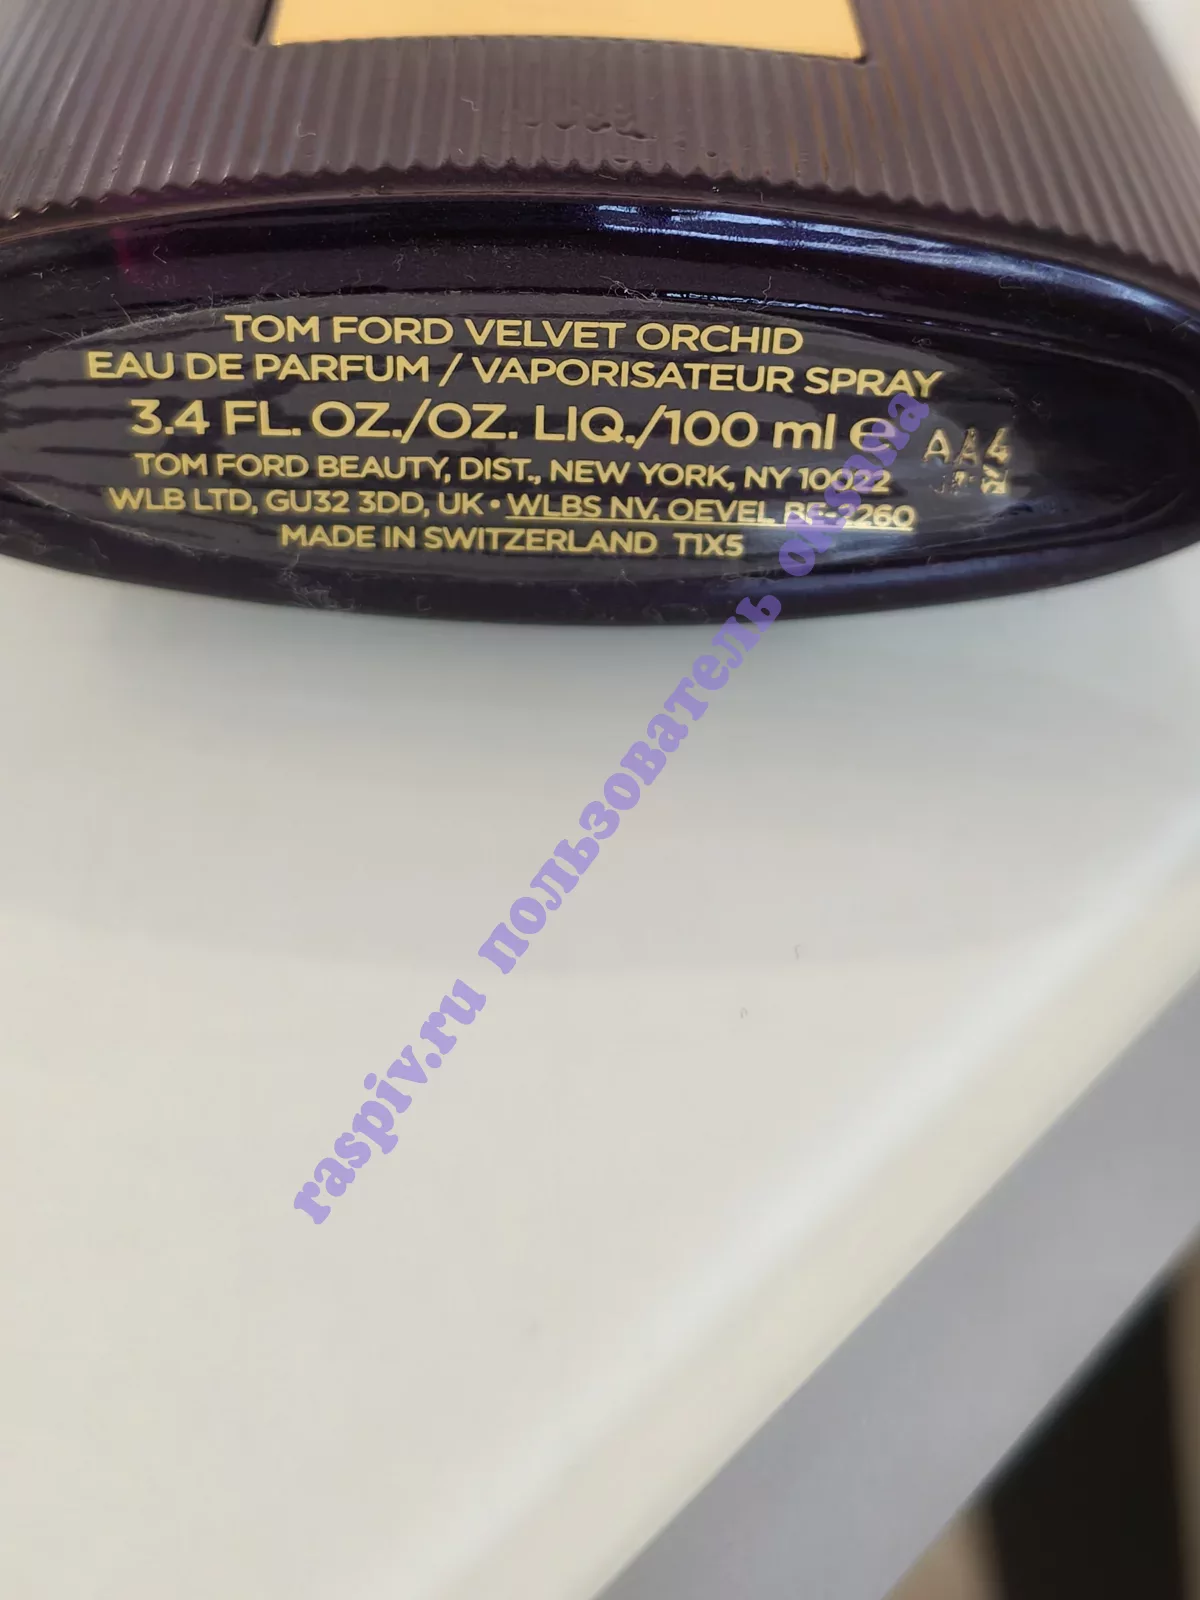 TOM FORD VELVET ORCHID
EAU DE PARFUM / VAPORISATEUR SPRAY
3.4 FL. OZ./OZ. LIQ./100 ml ℮
AA4
TOM FORD BEAUTY, DIST., NEW YORK, NY 10022
WLB LTD, GU32 3DD, UK • WLBS NV, OEVEL BE-2260
MADE IN SWITZERLAND T1X5
raspiv.ru пользователь oksana